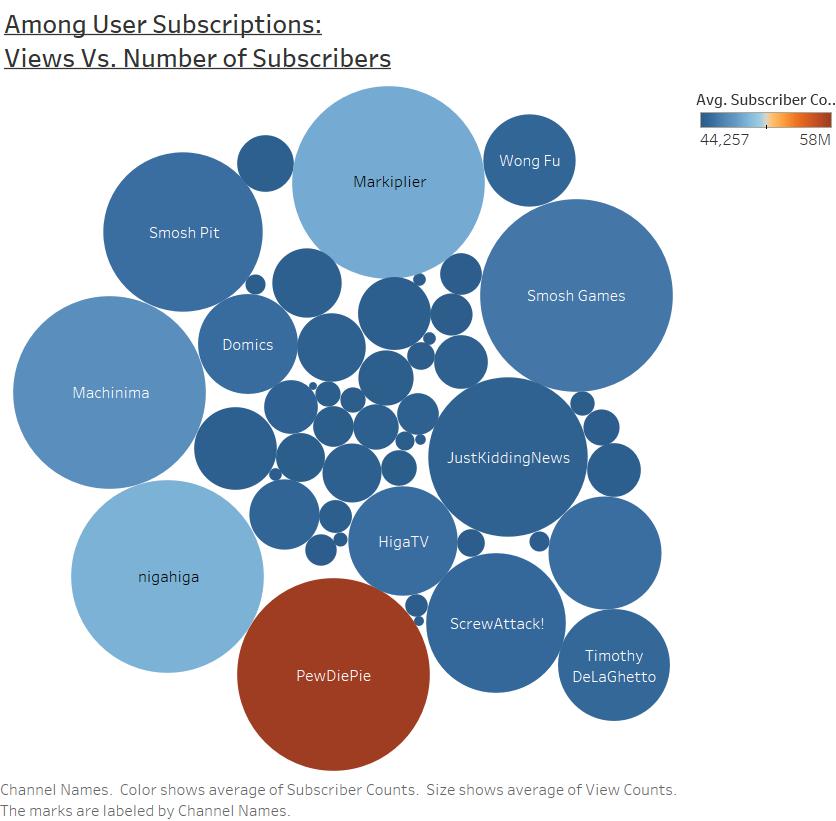 Among User Subscriptions:
Views Vs. Number of Subscribers
Avg. Subscriber Co..
44,257 58M
Markiplier
Wong Fu
Smosh Pit
Smosh Games
Domics
Machinima
JustKiddingNews
HigaTV
nigahiga
ScrewAttack!
Timothy
DeLaGhetto
PewDiePie
Channel Names. Color shows average of Subscriber Counts. Size shows average of View Counts.
The marks are labeled by Channel Names.